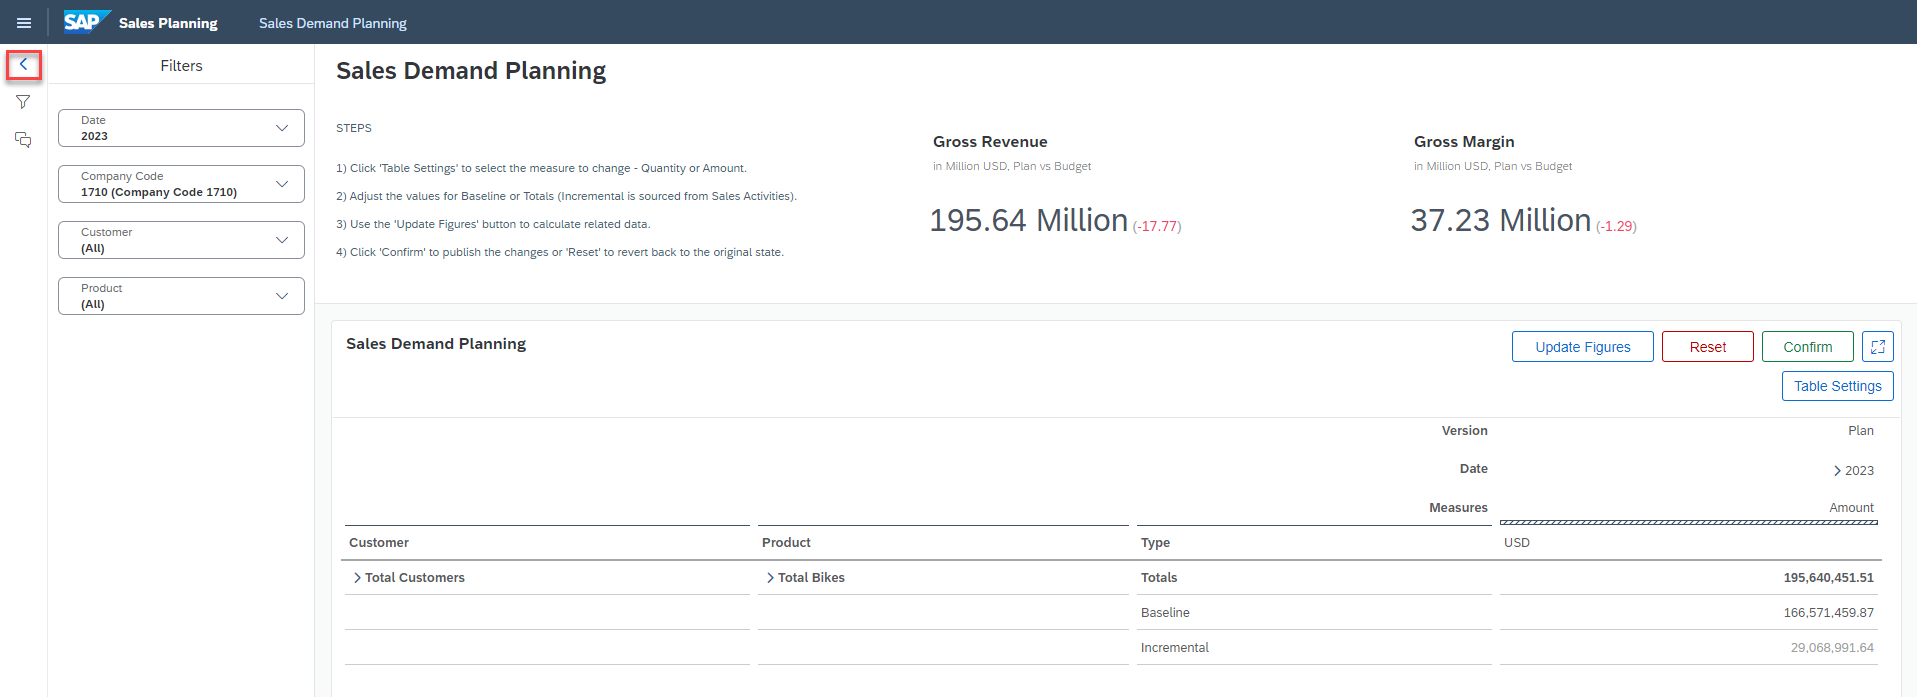 SAP Sales Planning Sales Demand Planning
Filters
Date
2023
Company Code
1710 (Company Code 1710)
Customer
(All)
Product
(All)
Sales Demand Planning
STEPS
1) Click 'Table Settings' to select the measure to change - Quantity or Amount.
2) Adjust the values for Baseline or Totals (Incremental is sourced from Sales Activities).
3) Use the 'Update Figures' button to calculate related data.
4) Click 'Confirm' to publish the changes or 'Reset' to revert back to the original state.
Gross Revenue
in Million USD, Plan vs Budget
195.64 Million (-17.77)
Gross Margin
in Million USD, Plan vs Budget
37.23 Million (-1.29)
Sales Demand Planning
Update Figures Reset Confirm
Table Settings
Version Plan
Date 2023
Measures Amount
Customer Product Type USD
Total Customers Total Bikes Totals 195,640,451.51
Baseline 166,571,459.87
Incremental 29,068,991.64